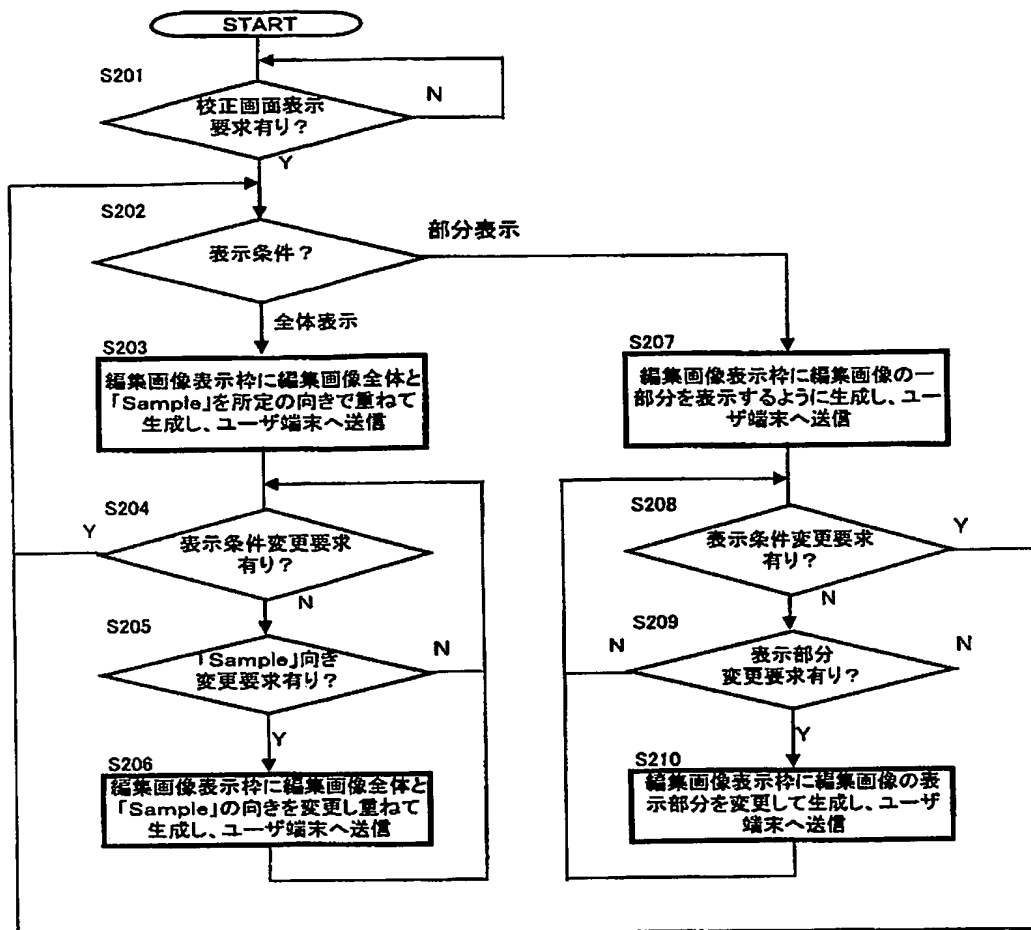 START
S201
校正画面表示
要求有り？
N
Y
S202
表示条件？
部分表示
全体表示
S203
編集画像表示枠に編集画像全体と
「Sample」を所定の向きで重ねて
生成し、ユーザ端末へ送信
S204
表示条件変更要求
有り？
Y
N
S205
「Sample」向き
変更要求有り？
N
Y
S206
編集画像表示枠に編集画像全体と
「Sample」の向きを変更し重ねて
生成し、ユーザ端末へ送信
S207
編集画像表示枠に編集画像の一
部分を表示するように生成し、ユー
ザ端末へ送信
S208
表示条件変更要求
有り？
Y
N
S209
表示部分
変更要求有り？
N
N
Y
S210
編集画像表示枠に編集画像の表
示部分を変更して生成し、ユーザ
端末へ送信